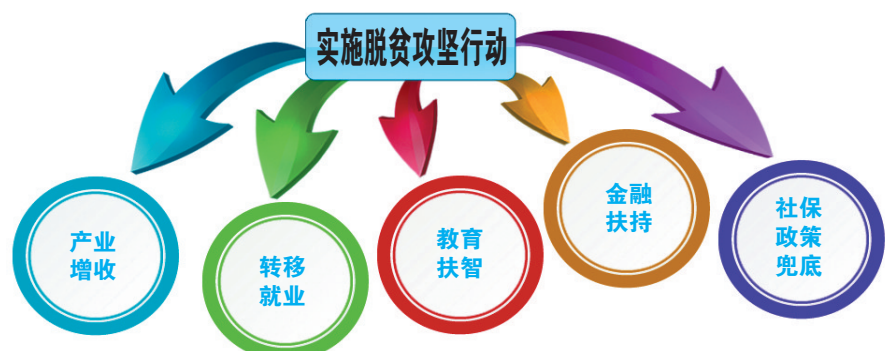 实施脱贫攻坚行动
产业
增收
转移
就业
教育
扶智
金融
扶持
社保
政策
兜底